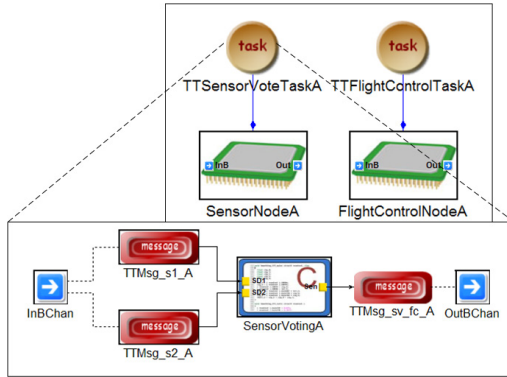 task task
TTSensorVoteTaskA TTFlightControlTaskA
InB Out InB Out
SensorNodeA FlightControlNodeA
message
TTMsg_s1_A
InBChan
SD1
SD2
C
Sen
SensorVotingA
message
TTMsg_sv_fc_A
OutBChan
message
TTMsg_s2_A